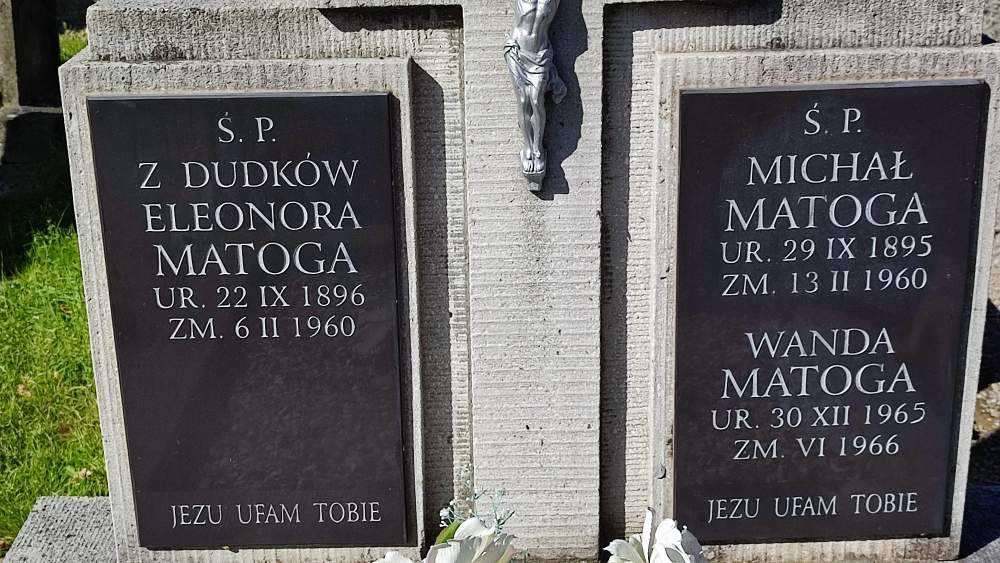 Ś. P.
Z DUDKÓW
ELEONORA
MATOGA
UR. 22 IX 1896
ZM. 6 II 1960
JEZU UFAM TOBIE
Ś. P.
MICHAŁ
MATOGA
UR. 29 IX 1895
ZM. 13 II 1960
WANDA
MATOGA
UR. 30 XII 1965
ZM. VI 1966
JEZU UFAM TOBIE